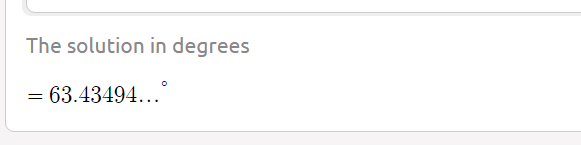 The solution in degrees
= 63.43494...°